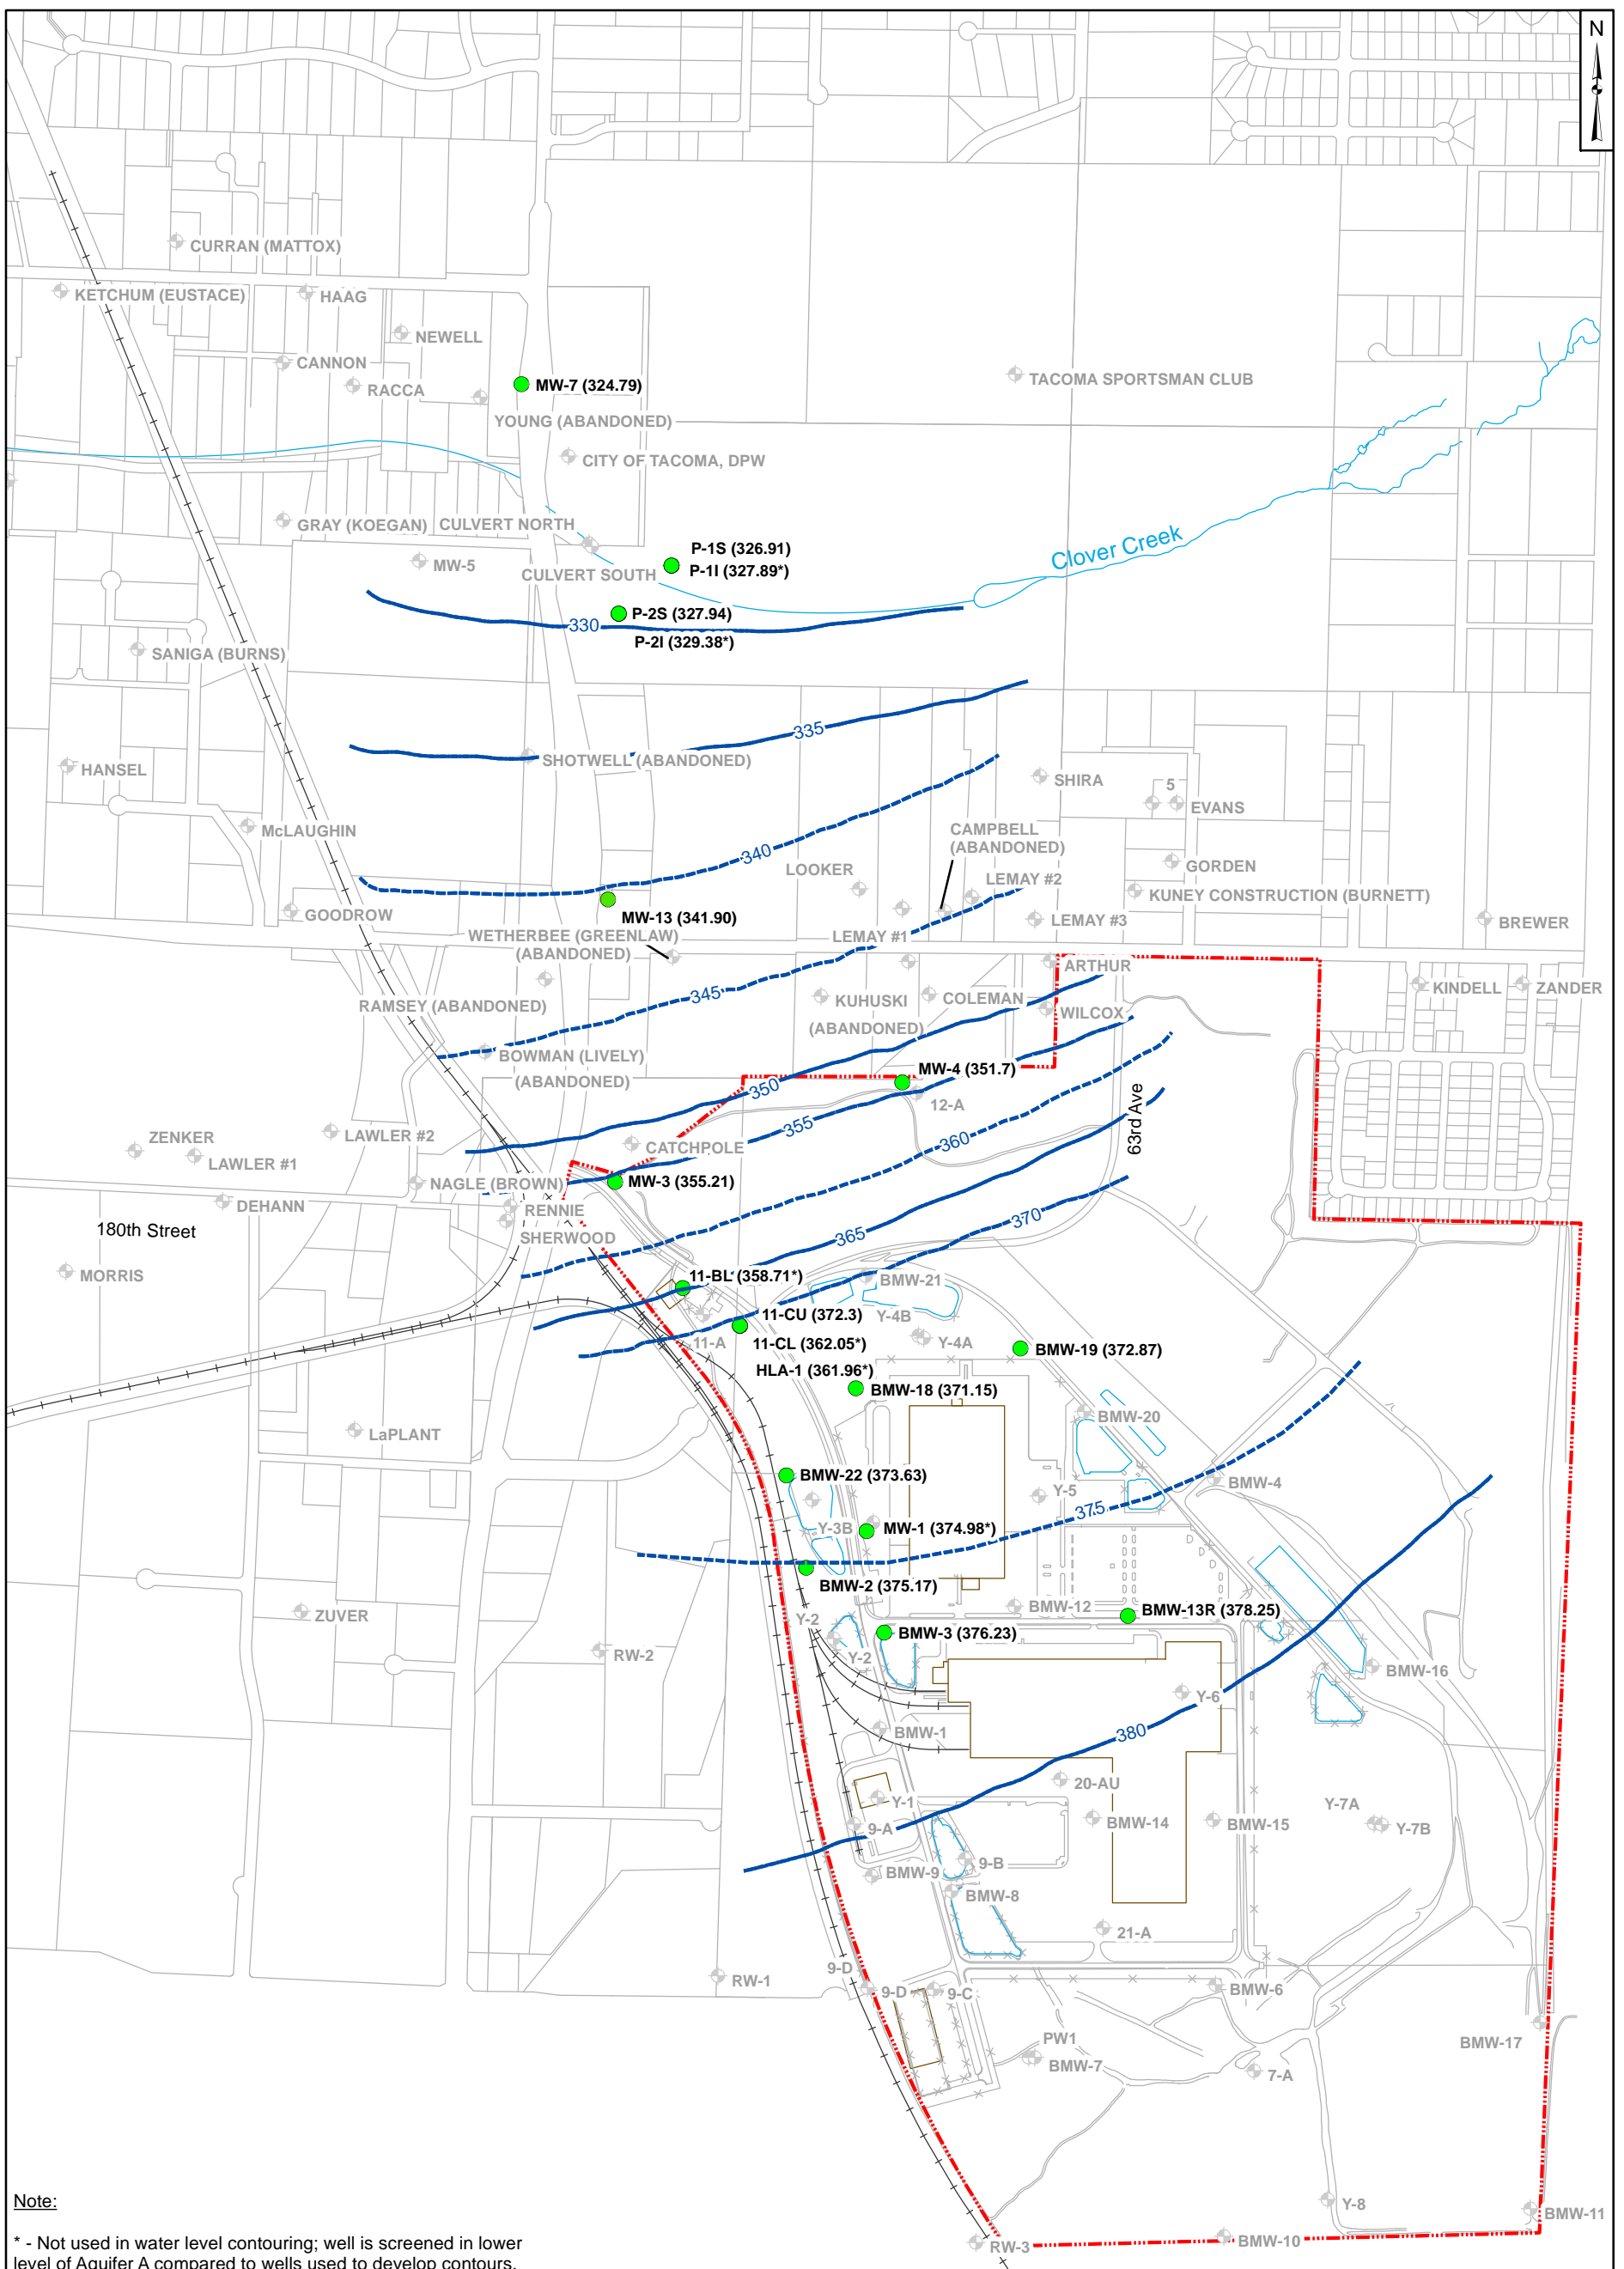 N
CURRAN (MATTOX)
KETCHUM (EUSTACE)
HAAG
NEWELL
CANNON
RACCA
MW-7 (324.79)
TACOMA SPORTSMAN CLUB
YOUNG (ABANDONED)
CITY OF TACOMA, DPW
GRAY (KOEGAN)
CULVERT NORTH
Clover Creek
P-1S (326.91)
P-1I (327.89*)
MW-5
CULVERT SOUTH
P-2S (327.94)
330
P-2I (329.38*)
SANIGA (BURNS)
335
SHOTWELL (ABANDONED)
HANSEL
SHIRA
5
EVANS
McLAUGHIN
CAMPBELL
(ABANDONED)
340
LOOKER
GORDEN
LEMAY #2
KUNEY CONSTRUCTION (BURNETT)
GOODROW
MW-13 (341.90)
LEMAY #3
BREWER
WETHERBEE (GREENLAW)
(ABANDONED)
LEMAY #1
ARTHUR
KINDELL
ZANDER
345
KUHUSKI
(ABANDONED)
COLEMAN
RAMSEY (ABANDONED)
WILCOX
BOWMAN (LIVELY)
(ABANDONED)
MW-4 (351.7)
350
12-A
63rd Ave
355
360
ZENKER
LAWLER #2
CATCHPOLE
LAWLER #1
NAGLE (BROWN)
MW-3 (355.21)
DEHANN
RENNIE
180th Street
SHERWOOD
365
370
MORRIS
11-BL (358.71*)
BMW-21
11-CU (372.3)
Y-4B
11-A
11-CL (362.05*)
Y-4A
BMW-19 (372.87)
HLA-1 (361.96*)
BMW-18 (371.15)
BMW-20
LaPLANT
BMW-22 (373.63)
BMW-4
Y-5
375
Y-3B
MW-1 (374.98*)
BMW-2 (375.17)
ZUVER
BMW-12
BMW-13R (378.25)
Y-2
BMW-3 (376.23)
RW-2
Y-2
BMW-16
Y-6
BMW-1
380
20-AU
Y-1
Y-7A
9-A
BMW-14
BMW-15
Y-7B
9-B
BMW-9
BMW-8
21-A
9-D
RW-1
9-D
9-C
BMW-6
PW1
BMW-7
BMW-17
7-A
Y-8
BMW-11
BMW-10
RW-3
Note:
* - Not used in water level contouring; well is screened in lower
level of Aquifer A compared to wells used to develop contours.